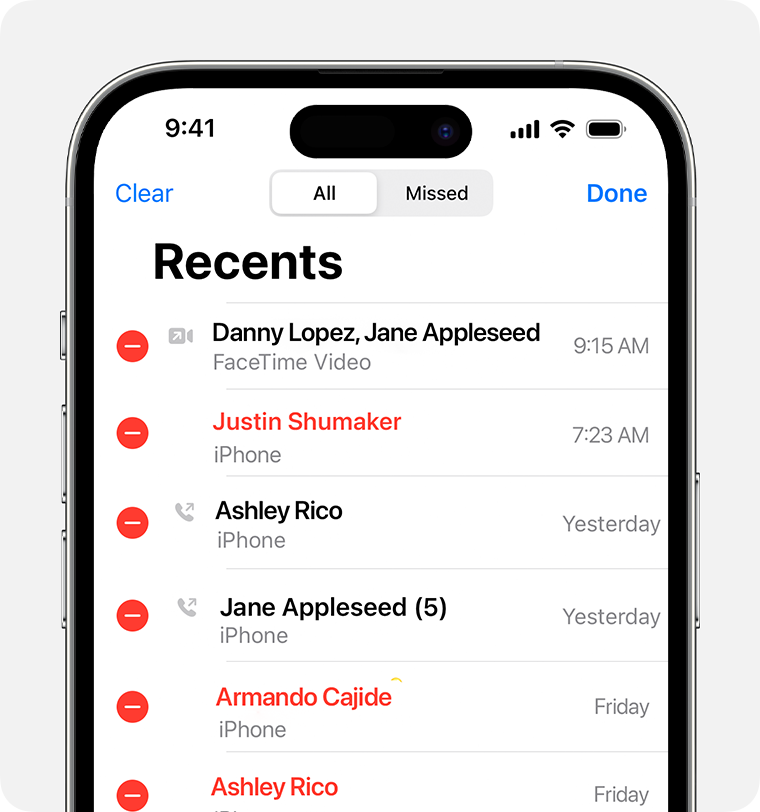 9:41
Clear
All
Missed
Done
Recents
Danny Lopez, Jane Appleseed
9:15 AM
FaceTime Video
Justin Shumaker
7:23 AM
iPhone
Ashley Rico
Yesterday
iPhone
Jane Appleseed (5)
Yesterday
iPhone
Armando Cajide
Friday
iPhone
Ashley Rico
Friday